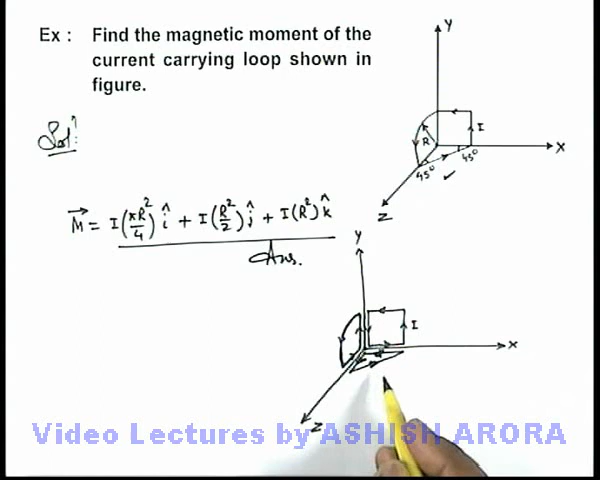 Ex : Find the magnetic moment of the
current carrying loop shown in
figure.
Y
R
I
X
45°
45°
Z
Sol!
M⃗ = I(πR²/4) î + I(R²/2) ĵ + I(R²) k̂
Ans.
Y
I
X
Z
Video Lectures by ASHISH ARORA